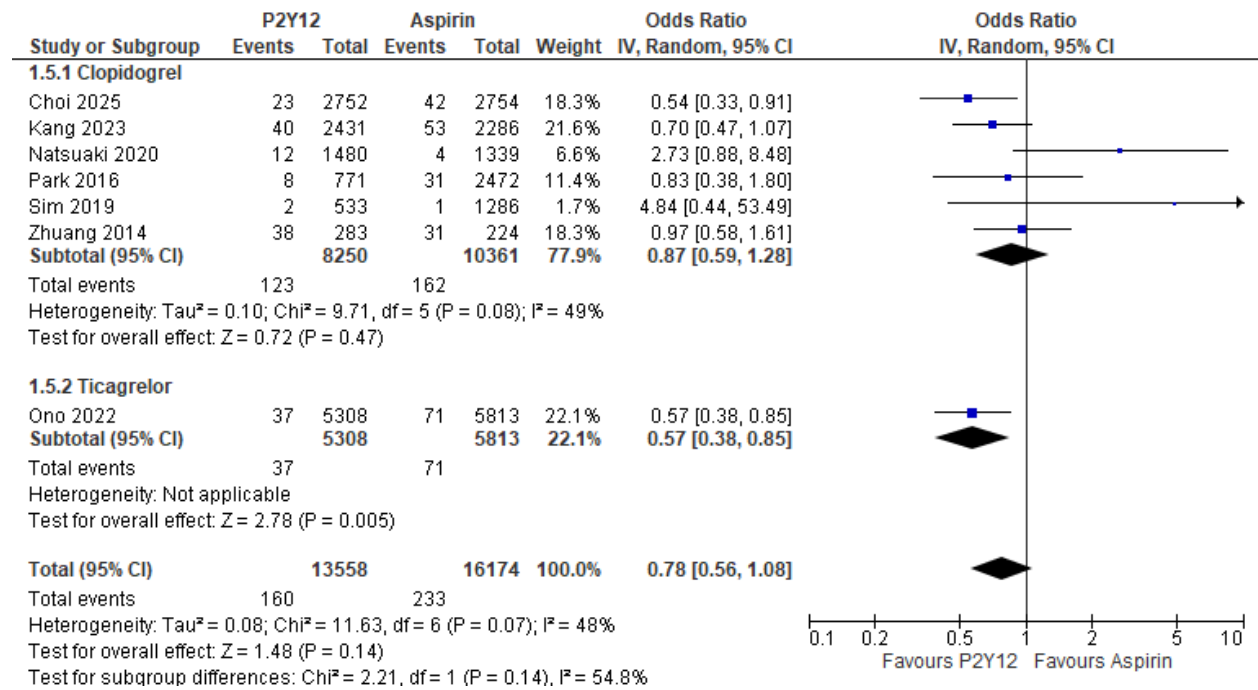 P2Y12 Aspirin Odds Ratio Odds Ratio
Study or Subgroup Events Total Events Total Weight IV, Random, 95% CI IV, Random, 95% CI
1.5.1 Clopidogrel
Choi 2025 23 2752 42 2754 18.3% 0.54 [0.33, 0.91]
Kang 2023 40 2431 53 2286 21.6% 0.70 [0.47, 1.07]
Natsuaki 2020 12 1480 4 1339 6.6% 2.73 [0.88, 8.48]
Park 2016 8 771 31 2472 11.4% 0.83 [0.38, 1.80]
Sim 2019 2 533 1 1286 1.7% 4.84 [0.44, 53.49]
Zhuang 2014 38 283 31 224 18.3% 0.97 [0.58, 1.61]
Subtotal (95% CI) 8250 10361 77.9% 0.87 [0.59, 1.28]
Total events 123 162
Heterogeneity: Tau² = 0.10; Chi² = 9.71, df = 5 (P = 0.08); I² = 49%
Test for overall effect: Z = 0.72 (P = 0.47)
1.5.2 Ticagrelor
Ono 2022 37 5308 71 5813 22.1% 0.57 [0.38, 0.85]
Subtotal (95% CI) 5308 5813 22.1% 0.57 [0.38, 0.85]
Total events 37 71
Heterogeneity: Not applicable
Test for overall effect: Z = 2.78 (P = 0.005)
Total (95% CI) 13558 16174 100.0% 0.78 [0.56, 1.08]
Total events 160 233
Heterogeneity: Tau² = 0.08; Chi² = 11.63, df = 6 (P = 0.07); I² = 48%
Test for overall effect: Z = 1.48 (P = 0.14)
Test for subgroup differences: Chi² = 2.21, df = 1 (P = 0.14), I² = 54.8%
0.1 0.2 0.5 1 2 5 10
Favours P2Y12 Favours Aspirin